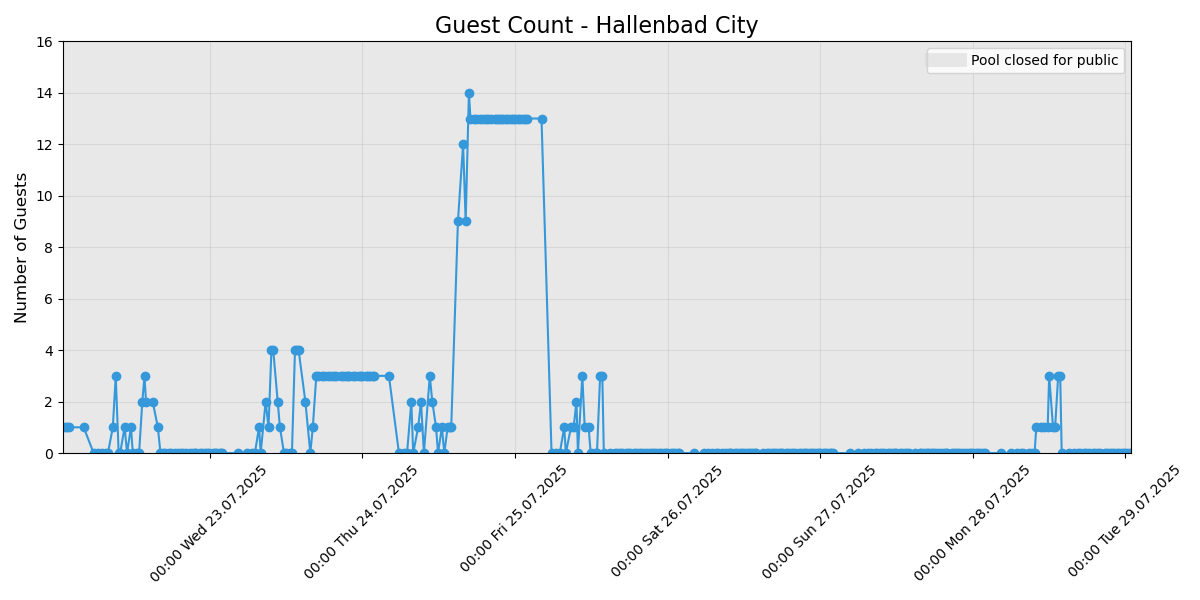 Guest Count - Hallenbad City
Pool closed for public
Number of Guests
16
14
12
10
8
6
4
2
0
00:00 Wed 23.07.2025
00:00 Thu 24.07.2025
00:00 Fri 25.07.2025
00:00 Sat 26.07.2025
00:00 Sun 27.07.2025
00:00 Mon 28.07.2025
00:00 Tue 29.07.2025